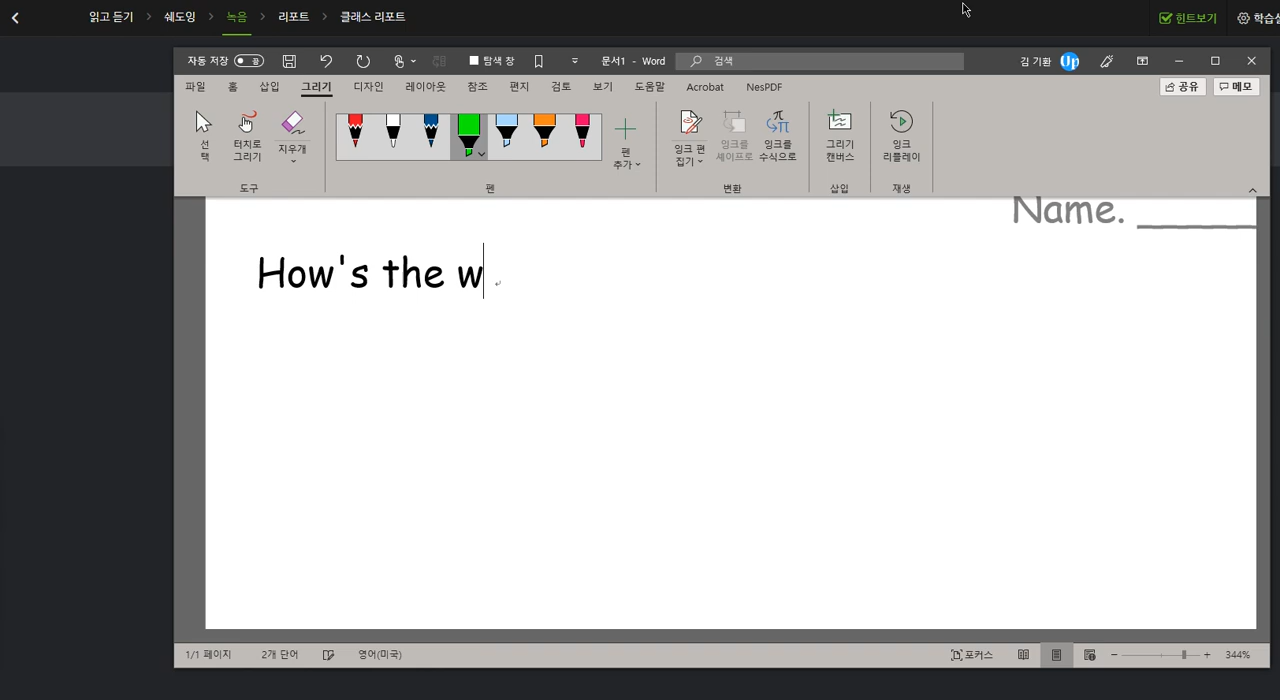 읽고 듣기 쉐도잉 녹음 리포트 클래스 리포트 힌트보기
자동 저장 끔 탐색 창 문서1 - Word 검색 김 기환 Up
파일 홈 삽입 그리기 디자인 레이아웃 참조 편지 검토 보기 도움말 Acrobat NesPDF 공유 메모
선택 터치로 그리기 지우개 펜 추가 잉크 편집기 잉크를 셰이프로 잉크를 수식으로 그리기 캔버스 잉크 리플레이
도구 펜 변환 삽입 재생
Name. ______
How's the w
1/1 페이지 2개 단어 영어(미국) 포커스 344%